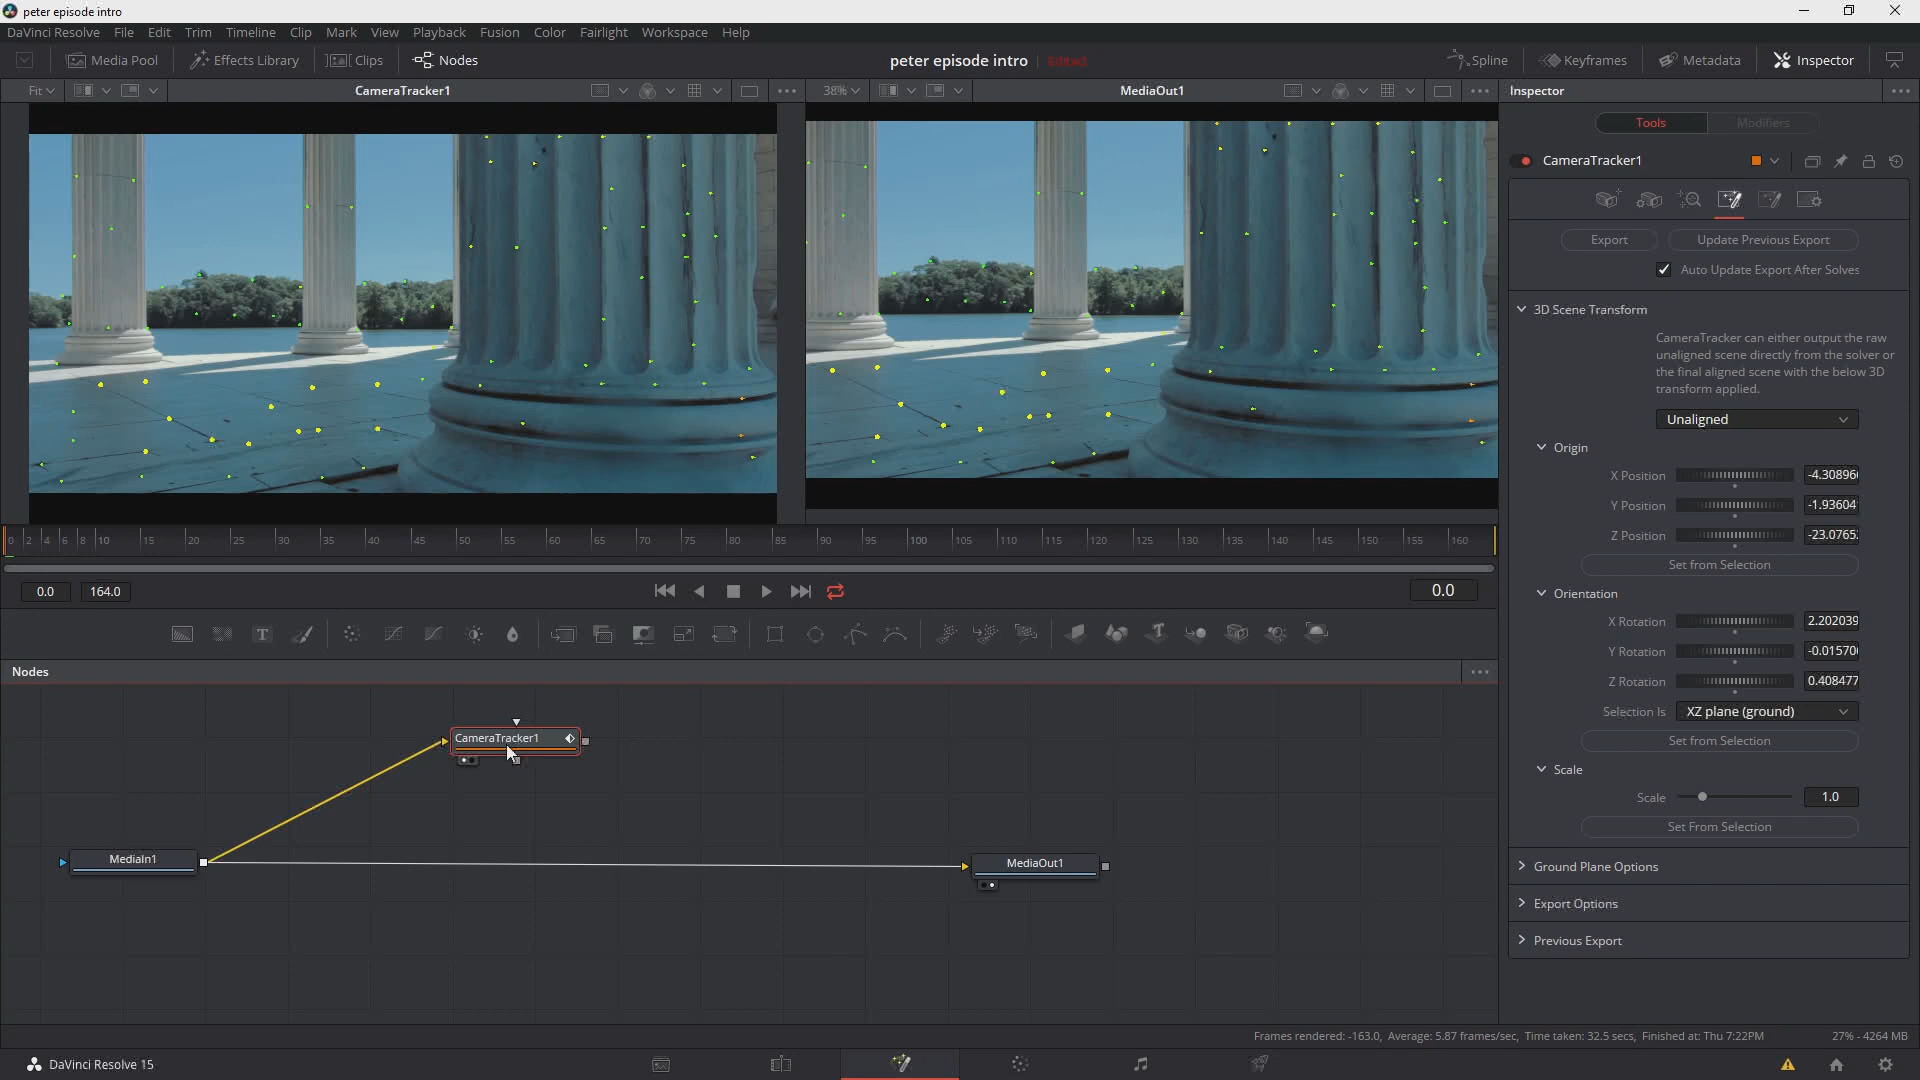 peter episode intro
DaVinci Resolve File Edit Trim Timeline Clip Mark View Playback Fusion Color Fairlight Workspace Help
Media Pool Effects Library Clips Nodes peter episode intro Edited Spline Keyframes Metadata Inspector
Fit CameraTracker1 38% MediaOut1 Inspector
Tools Modifiers
CameraTracker1
Export Update Previous Export
Auto Update Export After Solves
3D Scene Transform
CameraTracker can either output the raw
unaligned scene directly from the solver or
the final aligned scene with the below 3D
transform applied.
Unaligned
Origin
X Position -4.30896
Y Position -1.93604
Z Position -23.0765
Set from Selection
Orientation
X Rotation 2.202039
Y Rotation -0.01570
Z Rotation 0.408477
Selection Is XZ plane (ground)
Set from Selection
Scale
Scale 1.0
Set From Selection
Ground Plane Options
Export Options
Previous Export
0 2 4 6 8 10 15 20 25 30 35 40 45 50 55 60 65 70 75 80 85 90 95 100 105 110 115 120 125 130 135 140 145 150 155 160
0.0 164.0 0.0
Nodes
CameraTracker1
MediaIn1
MediaOut1
Frames rendered: -163.0, Average: 5.87 frames/sec, Time taken: 32.5 secs, Finished at: Thu 7:22PM 27% - 4264 MB
DaVinci Resolve 15